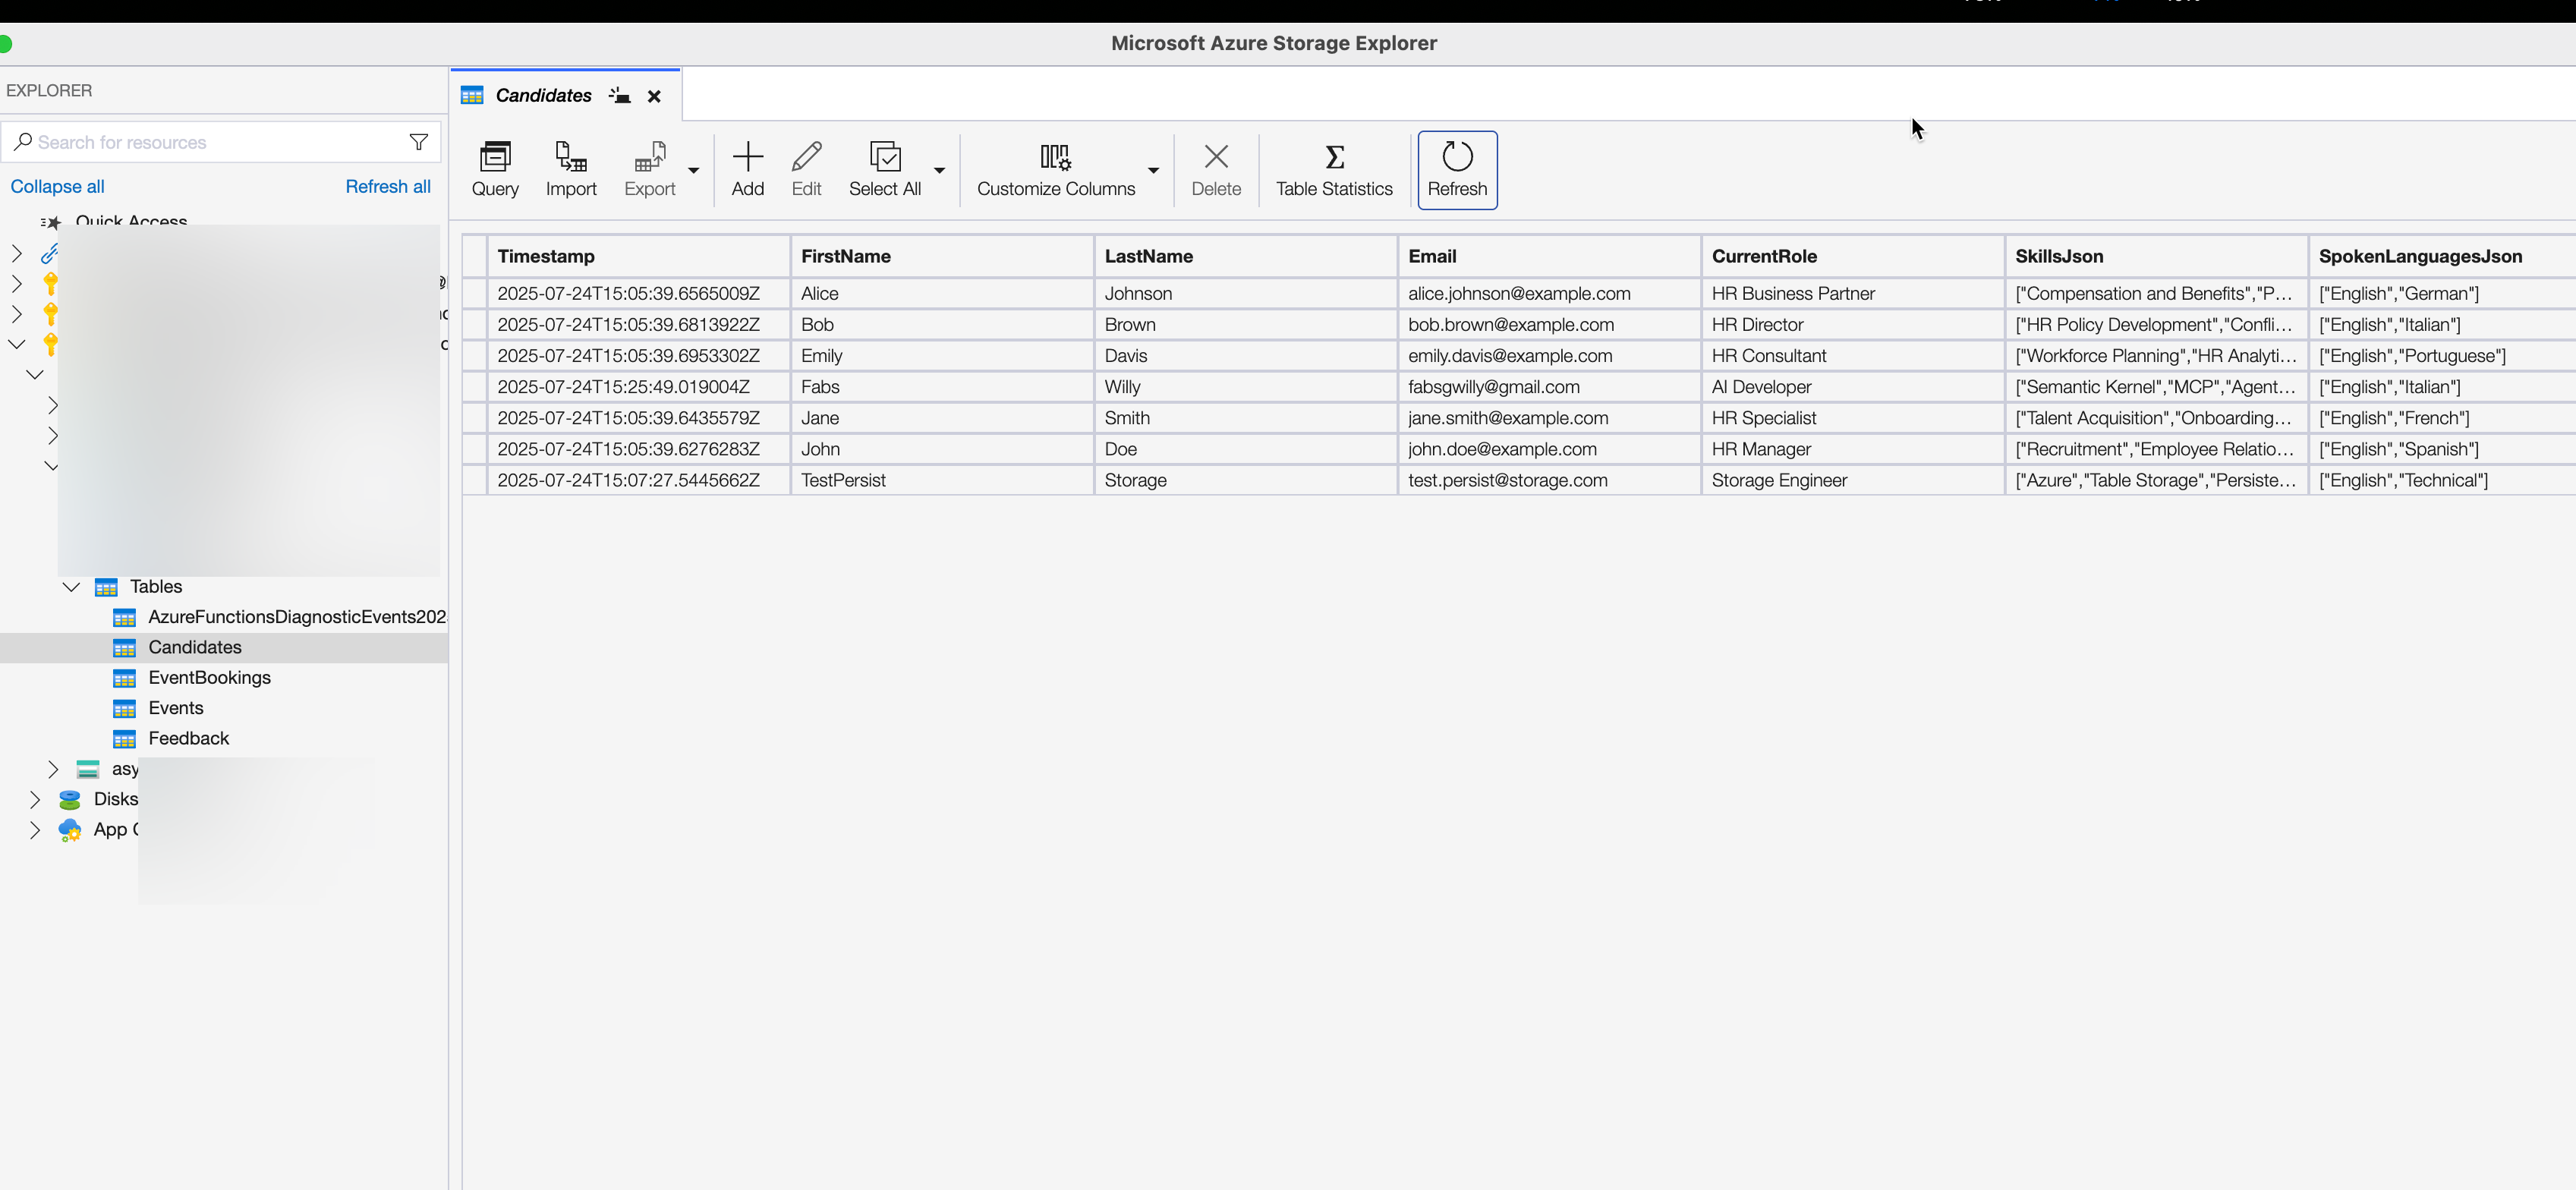 Microsoft Azure Storage Explorer
EXPLORER
Search for resources
Collapse all Refresh all
Quick Access
Tables
AzureFunctionsDiagnosticEvents202
Candidates
EventBookings
Events
Feedback
asy
Disks
App
Candidates
Query Import Export Add Edit Select All Customize Columns Delete Table Statistics Refresh
Timestamp FirstName LastName Email CurrentRole SkillsJson SpokenLanguagesJson
2025-07-24T15:05:39.6565009Z Alice Johnson alice.johnson@example.com HR Business Partner ["Compensation and Benefits","P... ["English","German"]
2025-07-24T15:05:39.6813922Z Bob Brown bob.brown@example.com HR Director ["HR Policy Development","Confli... ["English","Italian"]
2025-07-24T15:05:39.6953302Z Emily Davis emily.davis@example.com HR Consultant ["Workforce Planning","HR Analyti... ["English","Portuguese"]
2025-07-24T15:25:49.019004Z Fabs Willy fabsgwilly@gmail.com AI Developer ["Semantic Kernel","MCP","Agent... ["English","Italian"]
2025-07-24T15:05:39.6435579Z Jane Smith jane.smith@example.com HR Specialist ["Talent Acquisition","Onboarding... ["English","French"]
2025-07-24T15:05:39.6276283Z John Doe john.doe@example.com HR Manager ["Recruitment","Employee Relatio... ["English","Spanish"]
2025-07-24T15:07:27.5445662Z TestPersist Storage test.persist@storage.com Storage Engineer ["Azure","Table Storage","Persiste... ["English","Technical"]